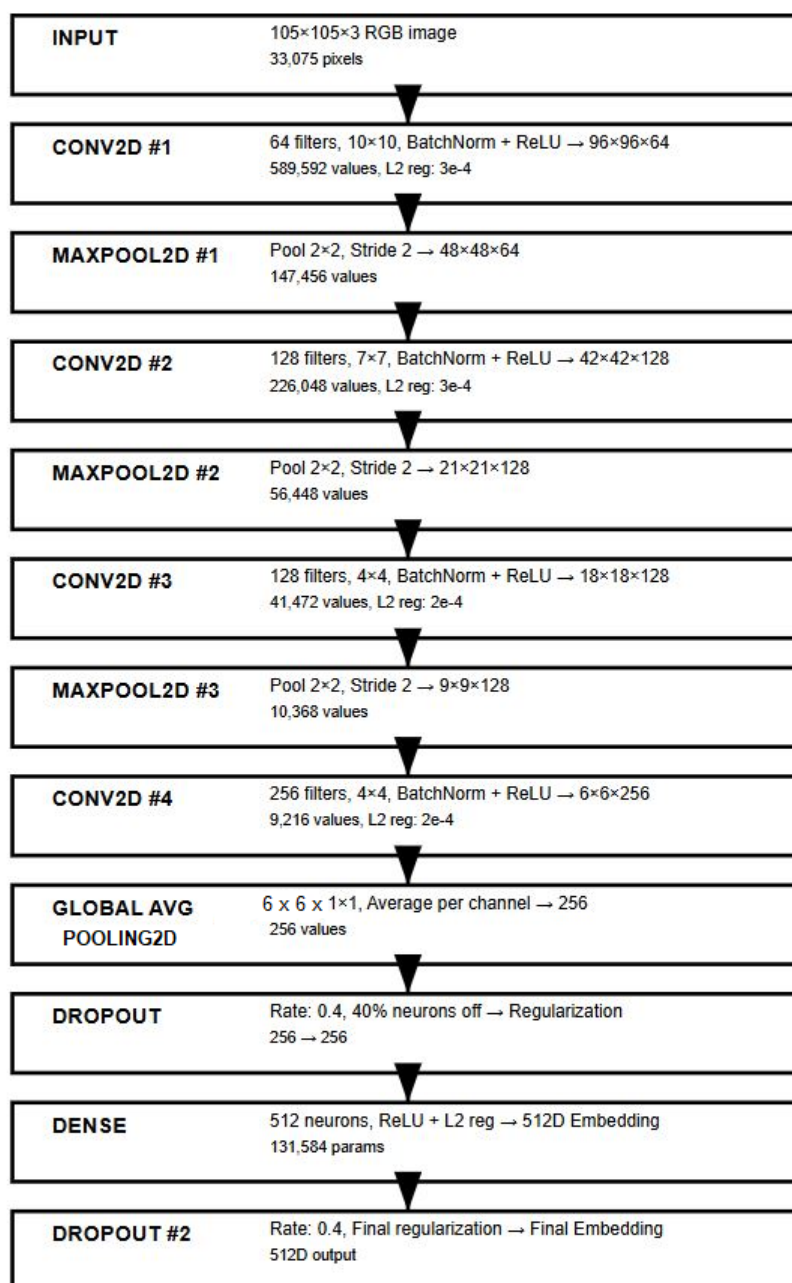 INPUT
105×105×3 RGB image
33,075 pixels
CONV2D #1
64 filters, 10×10, BatchNorm + ReLU → 96×96×64
589,592 values, L2 reg: 3e-4
MAXPOOL2D #1
Pool 2×2, Stride 2 → 48×48×64
147,456 values
CONV2D #2
128 filters, 7×7, BatchNorm + ReLU → 42×42×128
226,048 values, L2 reg: 3e-4
MAXPOOL2D #2
Pool 2×2, Stride 2 → 21×21×128
56,448 values
CONV2D #3
128 filters, 4×4, BatchNorm + ReLU → 18×18×128
41,472 values, L2 reg: 2e-4
MAXPOOL2D #3
Pool 2×2, Stride 2 → 9×9×128
10,368 values
CONV2D #4
256 filters, 4×4, BatchNorm + ReLU → 6×6×256
9,216 values, L2 reg: 2e-4
GLOBAL AVG
POOLING2D
6 x 6 x 1×1, Average per channel → 256
256 values
DROPOUT
Rate: 0.4, 40% neurons off → Regularization
256 → 256
DENSE
512 neurons, ReLU + L2 reg → 512D Embedding
131,584 params
DROPOUT #2
Rate: 0.4, Final regularization → Final Embedding
512D output